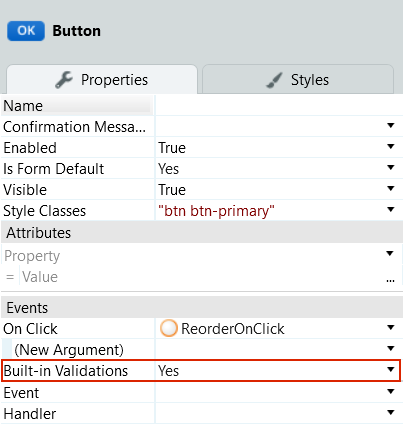 OK Button
Properties Styles
Name
Confirmation Messa...
Enabled True
Is Form Default Yes
Visible True
Style Classes "btn btn-primary"
Attributes
Property
= Value ...
Events
On Click ReorderOnClick
(New Argument)
Built-in Validations Yes
Event
Handler